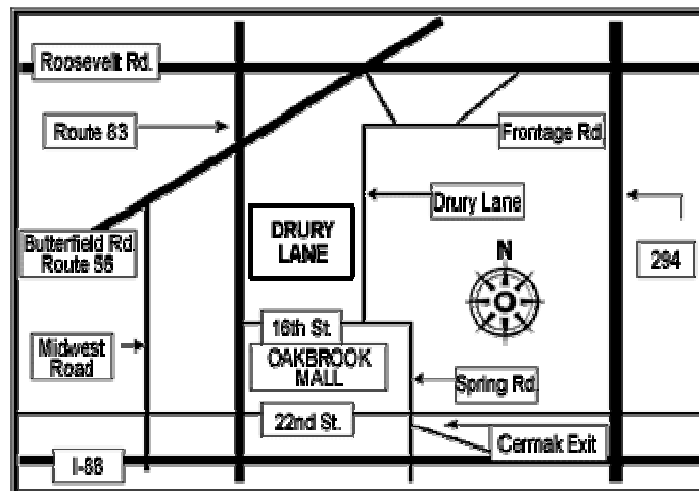 Roosevelt Rd.
Route 83
Frontage Rd.
Drury Lane
DRURY
LANE
Butterfield Rd.
Route 56
N
294
16th St.
Midwest
Road
OAKBROOK
MALL
Spring Rd.
22nd St.
Cermak Exit
I-88